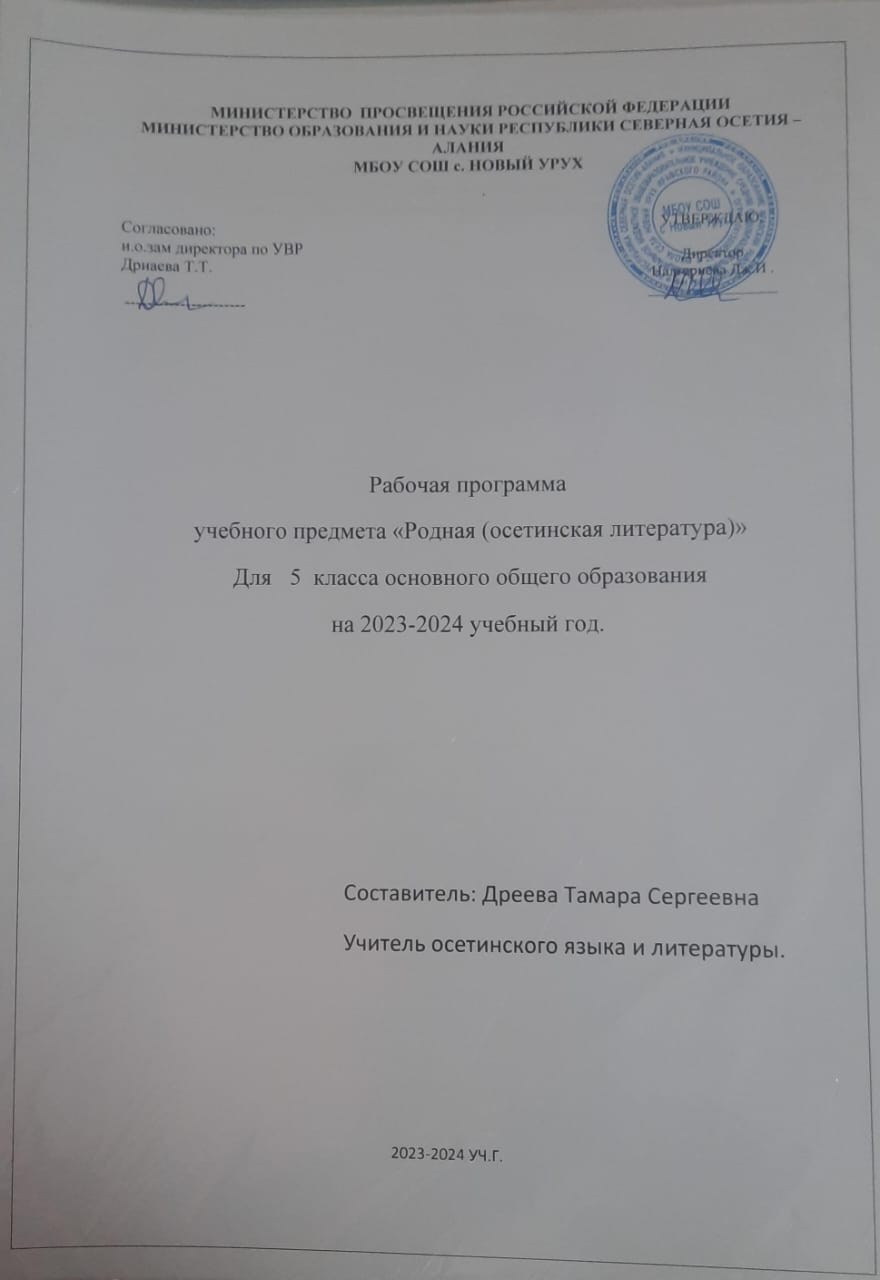 МИНИСТЕРСТВО ПРОСВЕЩЕНИЯ РОССИЙСКОЙ ФЕДЕРАЦИИ
МИНИСТЕРСТВО ОБРАЗОВАНИЯ И НАУКИ РЕСПУБЛИКИ СЕВЕРНАЯ ОСЕТИЯ –
АЛАНИЯ
МБОУ СОШ с. НОВЫЙ УРУХ
Согласовано:
и.о.зам директора по УВР
Дриаева Т.Т.
МБОУ СОШ
УТВЕРЖДАЮ
Директор
Рабочая программа
учебного предмета «Родная (осетинская литература)»
Для 5 класса основного общего образования
на 2023-2024 учебный год.
Составитель: Дреева Тамара Сергеевна
Учитель осетинского языка и литературы.
2023-2024 УЧ.Г.